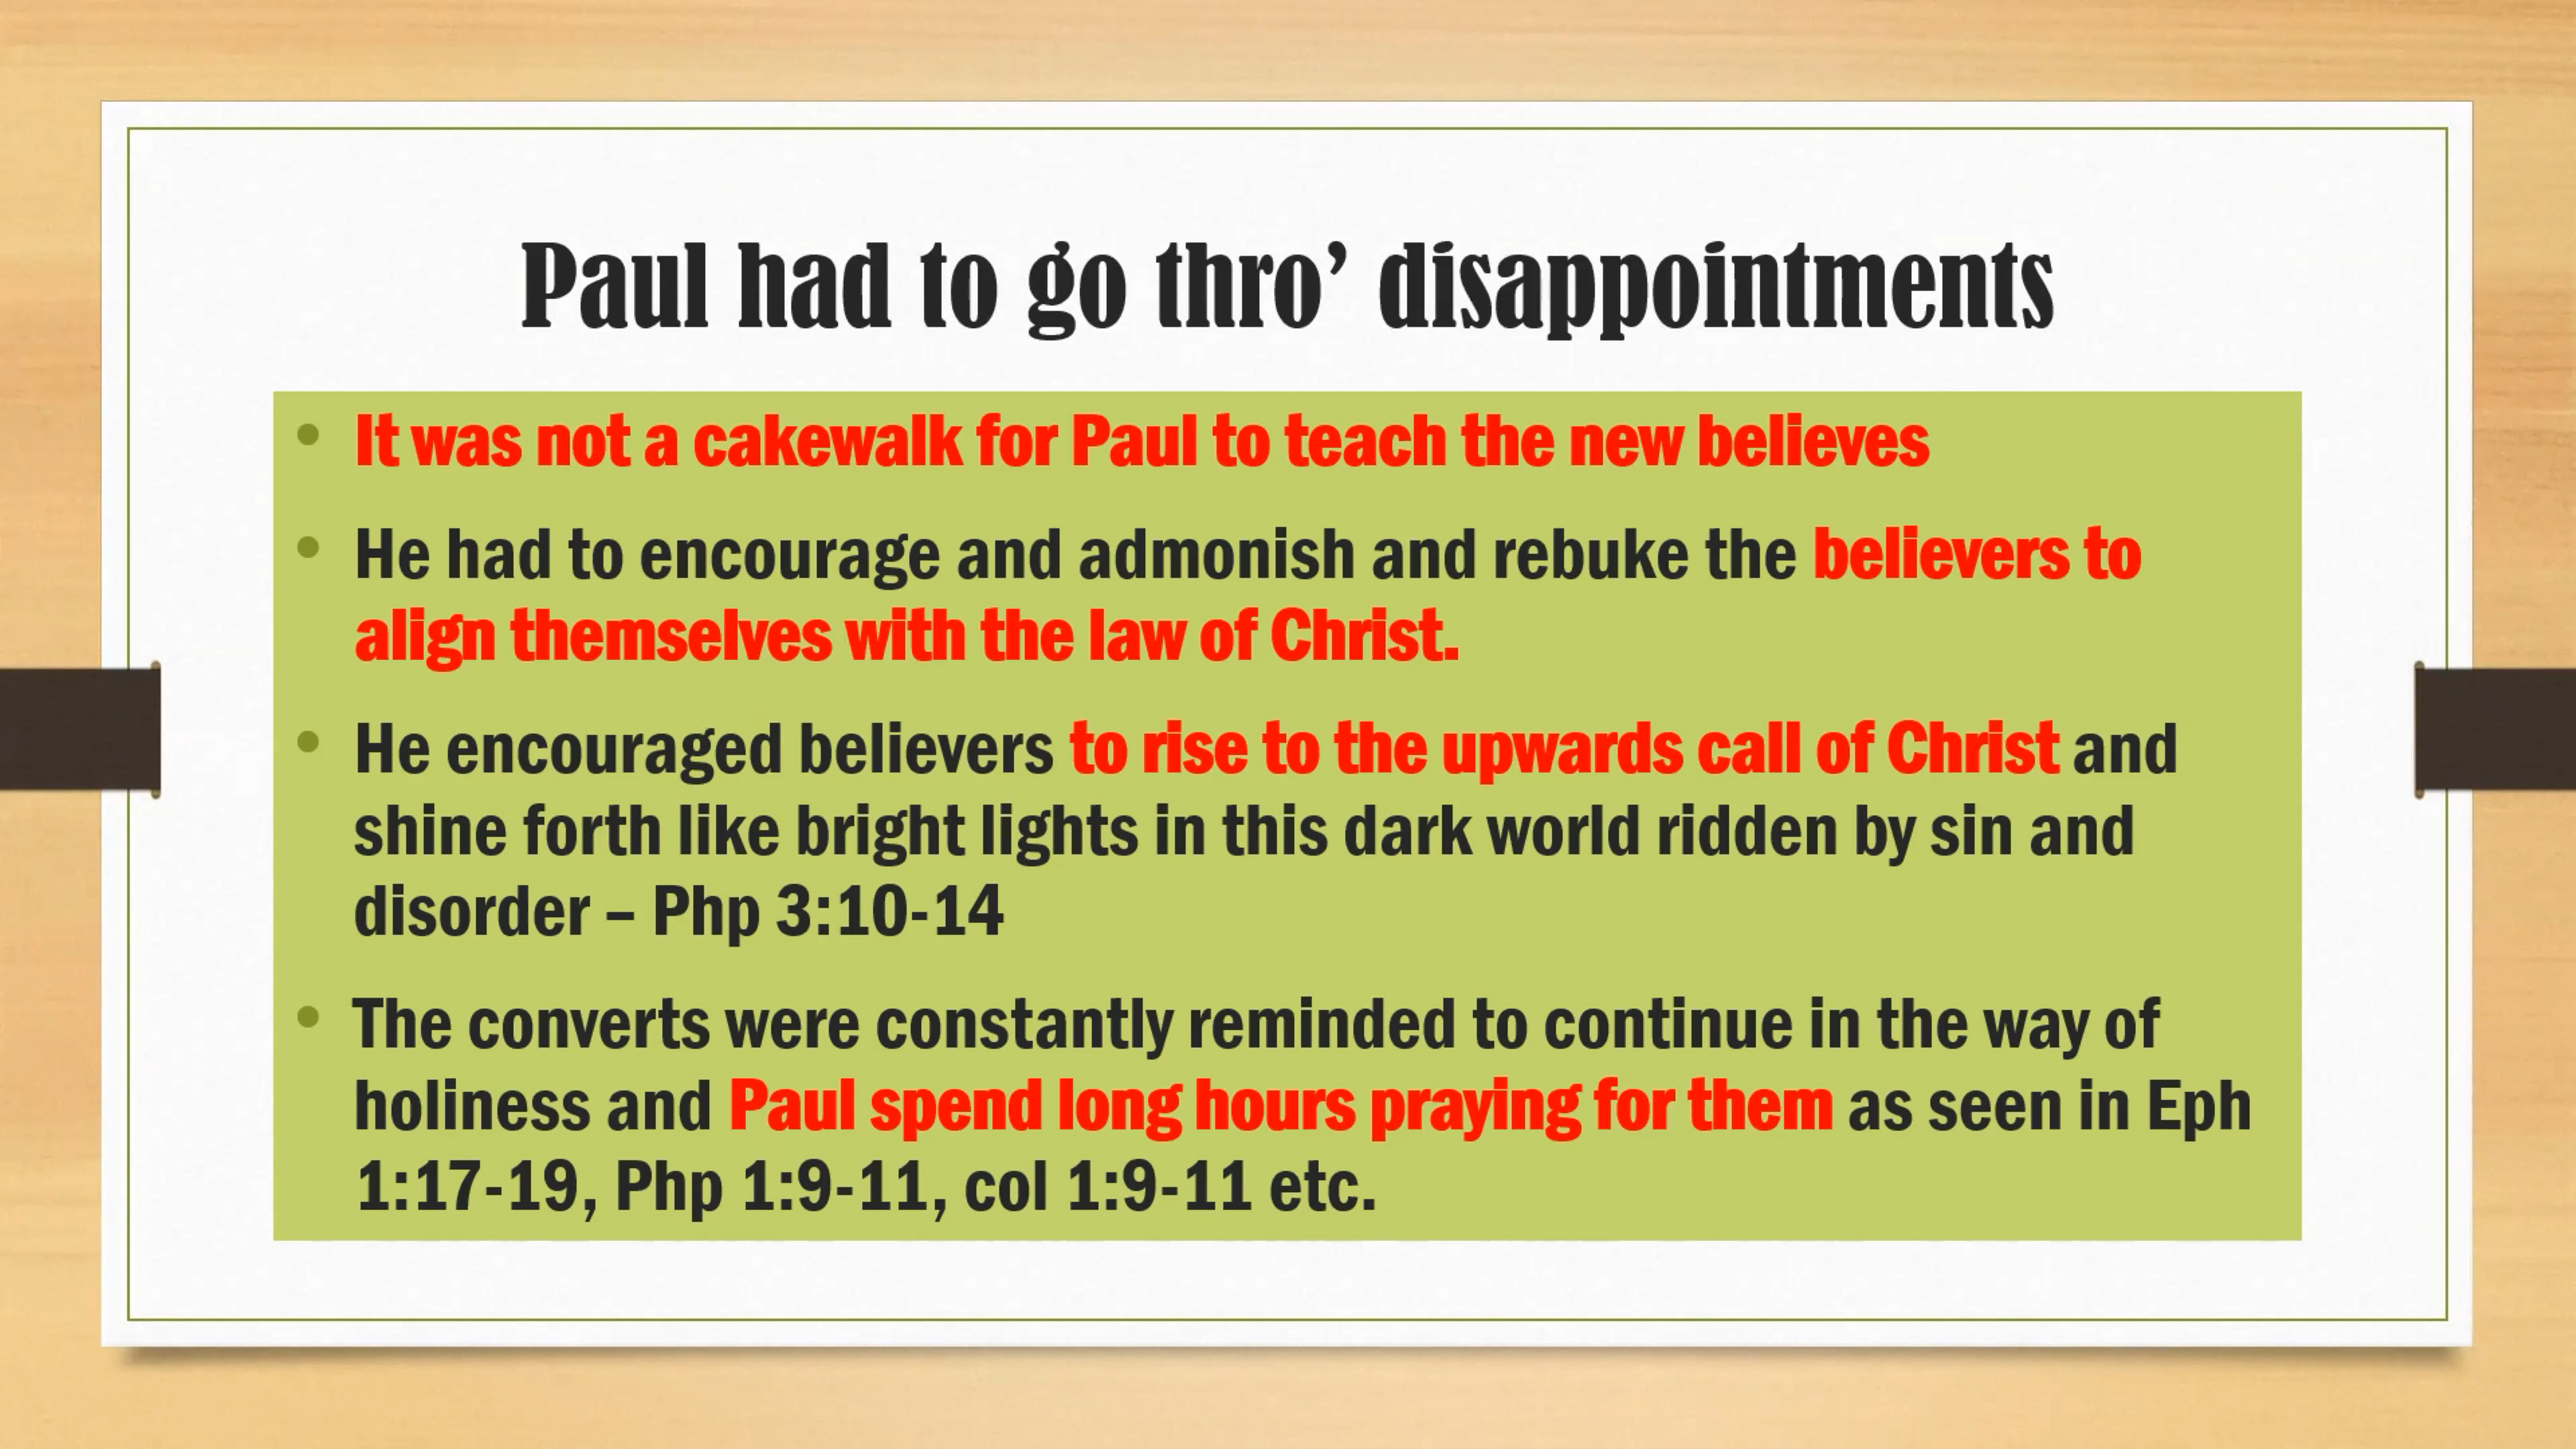 Paul had to go thro’ disappointments
• It was not a cakewalk for Paul to teach the new believes
• He had to encourage and admonish and rebuke the believers to
align themselves with the law of Christ.
• He encouraged believers to rise to the upwards call of Christ and
shine forth like bright lights in this dark world ridden by sin and
disorder – Php 3:10-14
• The converts were constantly reminded to continue in the way of
holiness and Paul spend long hours praying for them as seen in Eph
1:17-19, Php 1:9-11, col 1:9-11 etc.